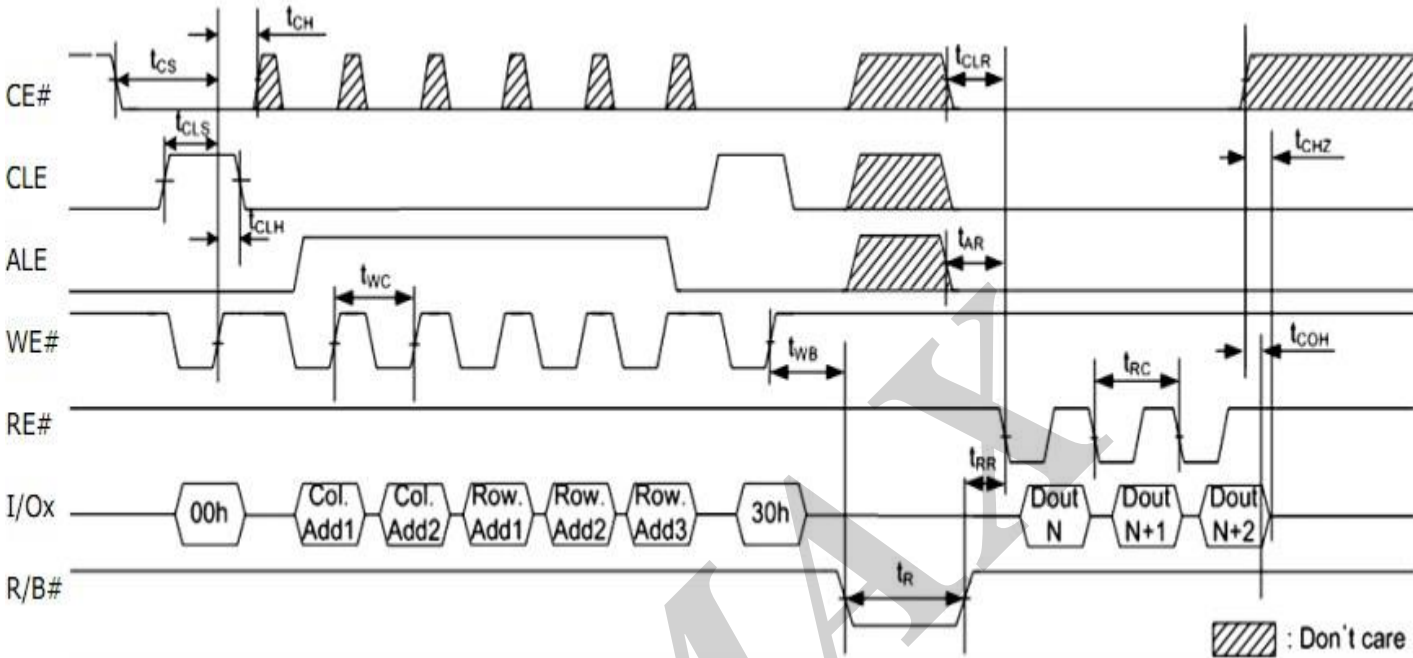 tCH
tCS
tCLR
CE#
tCLS
tCHZ
CLE
tCLH
ALE
tAR
tWC
WE#
tWB
tCOH
tRC
RE#
tRR
I/Ox
00h
Col. Add1
Col. Add2
Row. Add1
Row. Add2
Row. Add3
30h
Dout N
Dout N+1
Dout N+2
R/B#
tR
: Don`t care